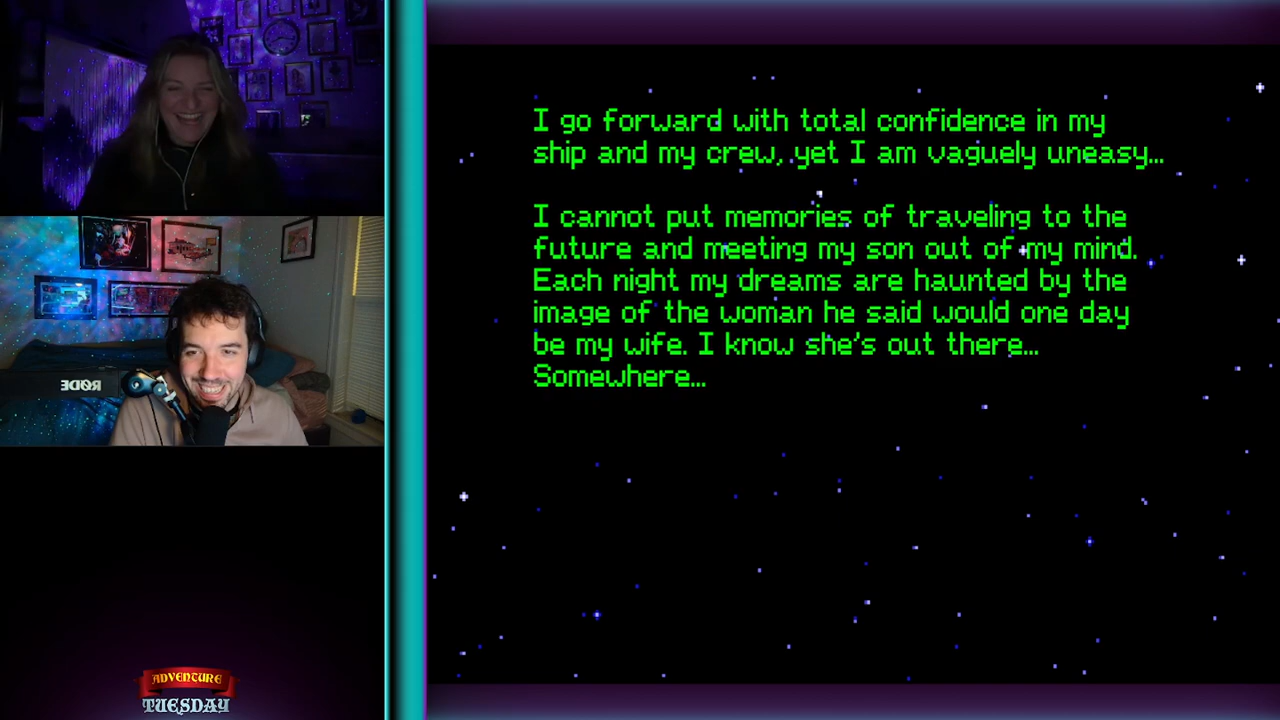 I go forward with total confidence in my
ship and my crew, yet I am vaguely uneasy...
I cannot put memories of traveling to the
future and meeting my son out of my mind.
Each night my dreams are haunted by the
image of the woman he said would one day
be my wife. I know she's out there...
Somewhere...
RØDE
ADVENTURE
TUESDAY